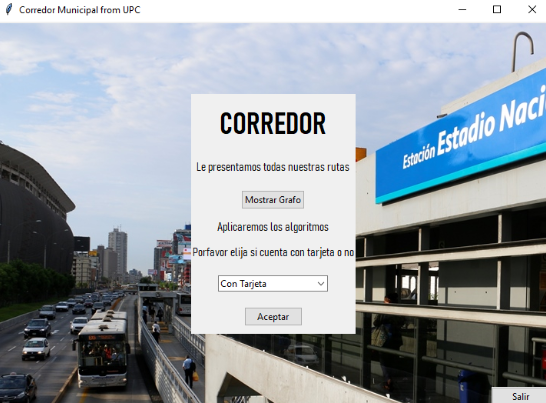 Corredor Municipal from UPC
CORREDOR
Estación Estadio Naci
Le presentamos todas nuestras rutas
Mostrar Grafo
Aplicaremos los algoritmos
Porfavor elija si cuenta con tarjeta o no
Con Tarjeta
Aceptar
Salir